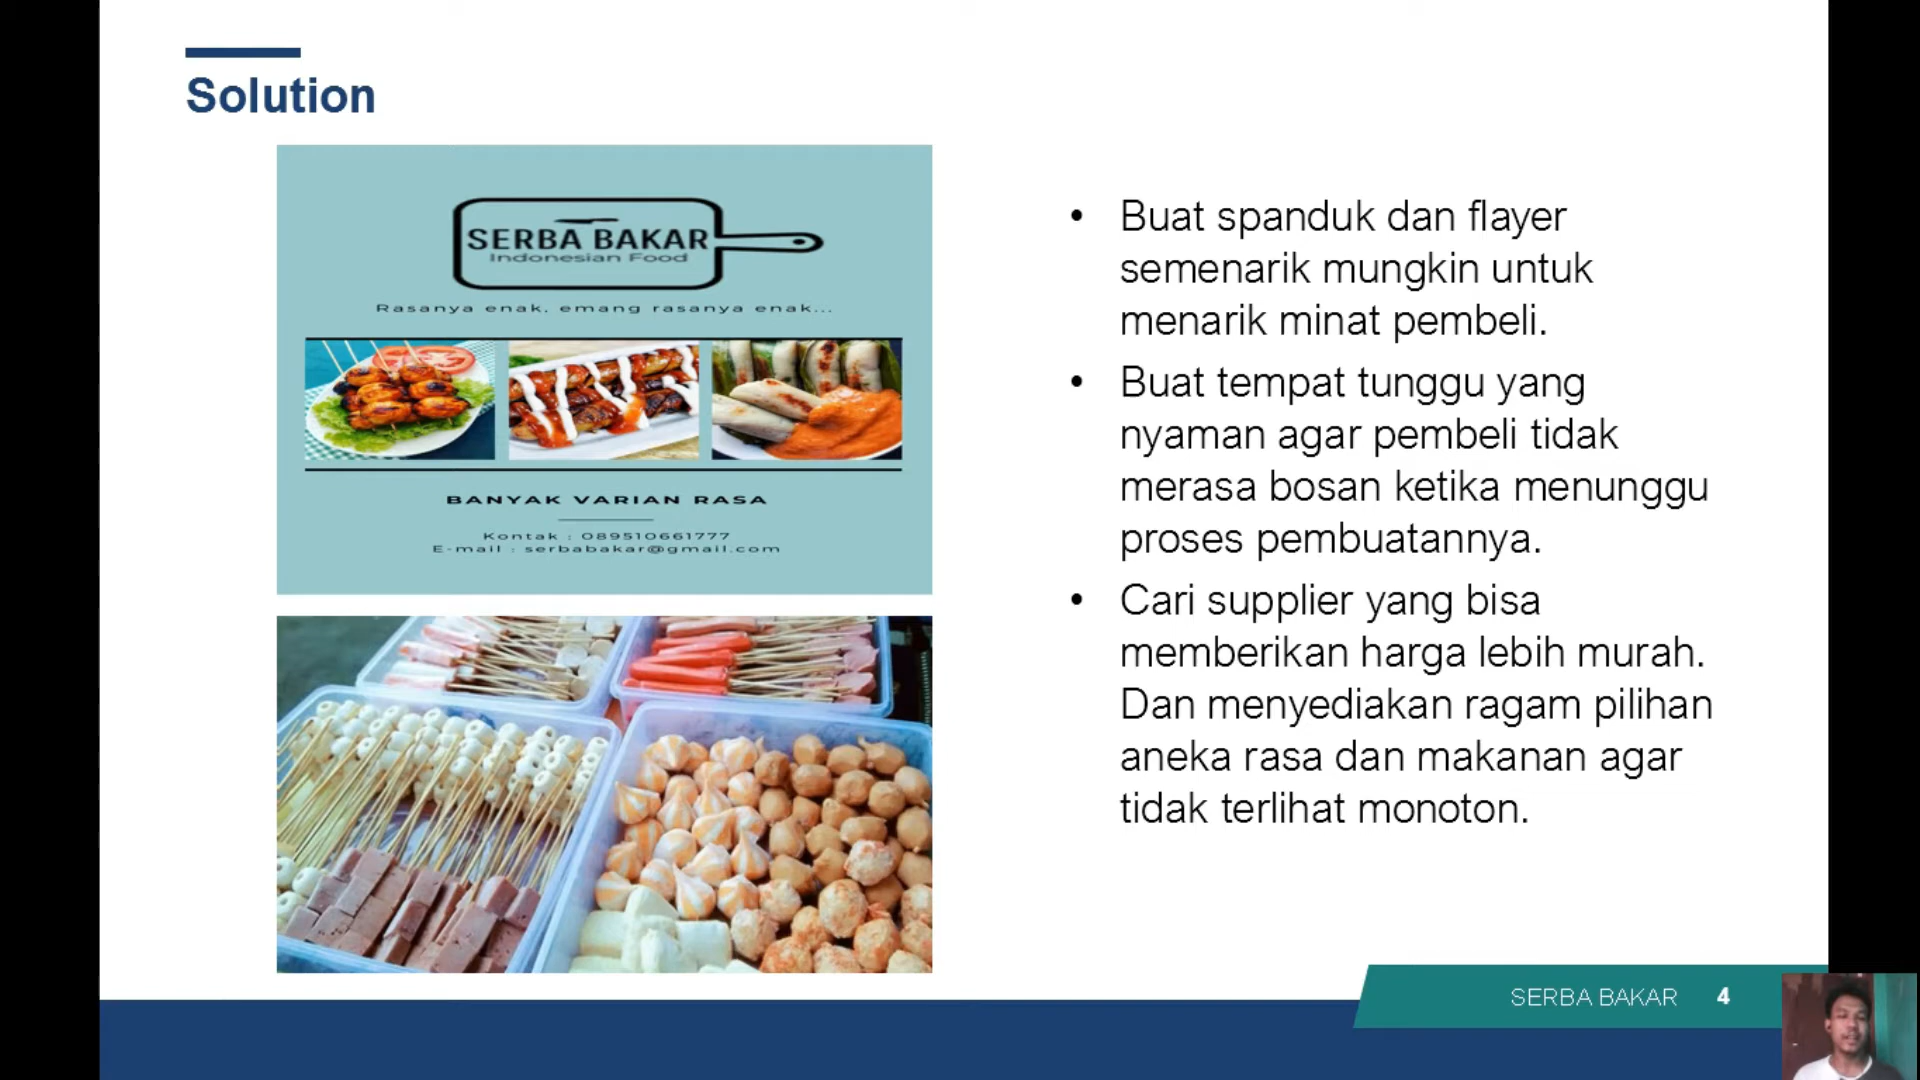 Solution
SERBA BAKAR
Indonesian Food
Rasanya enak, emang rasanya enak...
BANYAK VARIAN RASA
Kontak : 089510661777
E-mail : serbabakar@gmail.com
• Buat spanduk dan flayer
semenarik mungkin untuk
menarik minat pembeli.
• Buat tempat tunggu yang
nyaman agar pembeli tidak
merasa bosan ketika menunggu
proses pembuatannya.
• Cari supplier yang bisa
memberikan harga lebih murah.
Dan menyediakan ragam pilihan
aneka rasa dan makanan agar
tidak terlihat monoton.
SERBA BAKAR 4